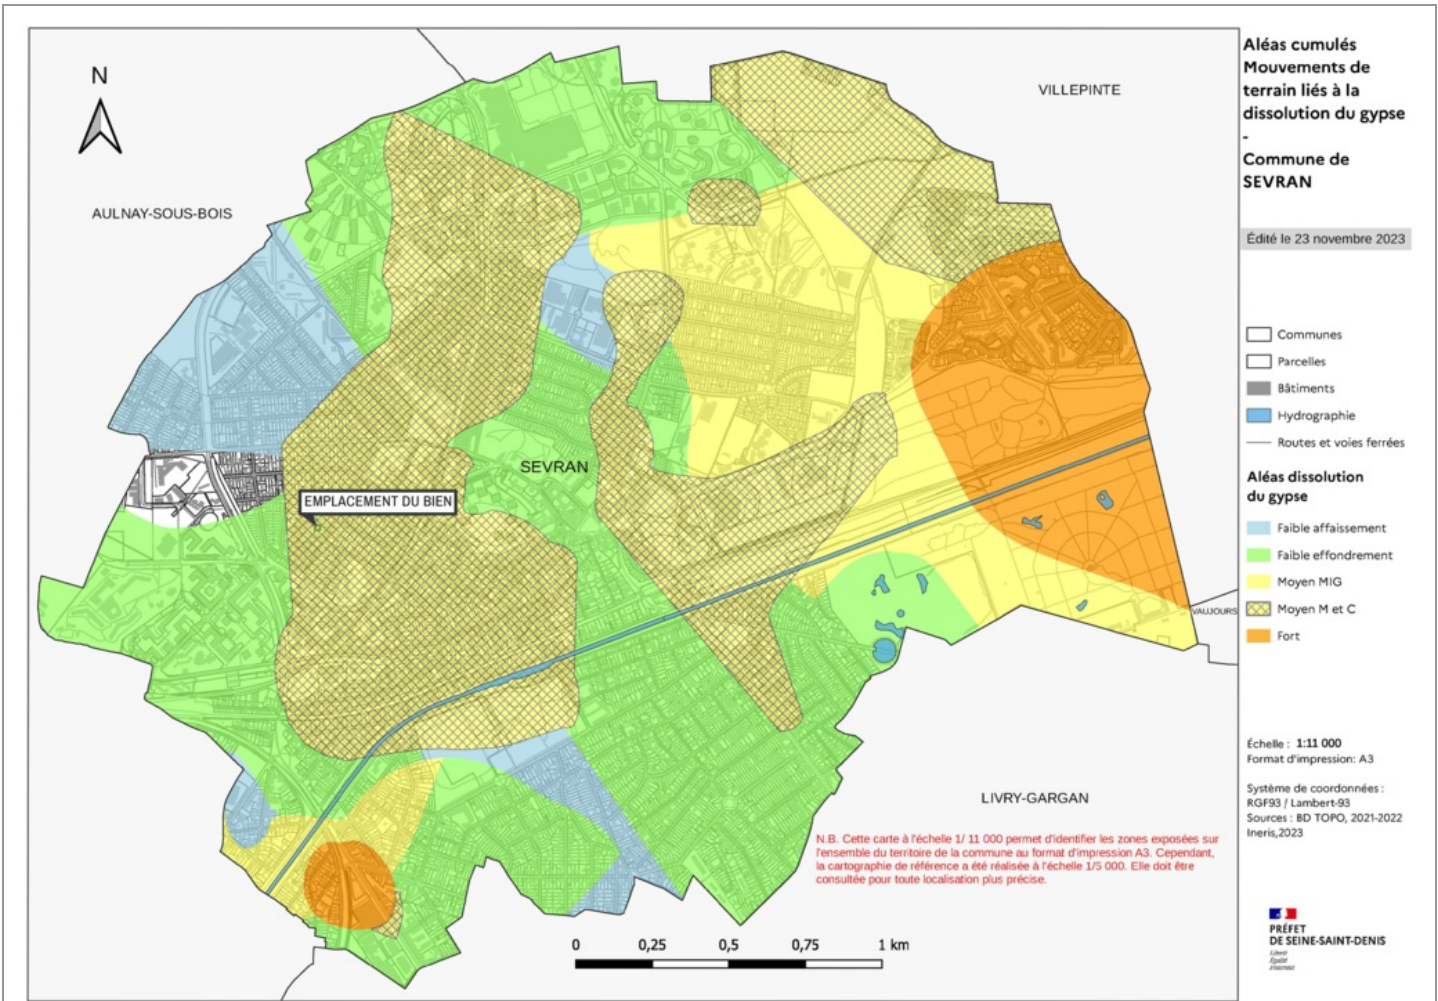 Aléas cumulés
Mouvements de
terrain liés à la
dissolution du gypse
-
Commune de
SEVRAN
Édité le 23 novembre 2023
N
VILLEPINTE
AULNAY-SOUS-BOIS
SEVRAN
EMPLACEMENT DU BIEN
VAUJOURS
LIVRY-GARGAN
Communes
Parcelles
Bâtiments
Hydrographie
Routes et voies ferrées
Aléas dissolution
du gypse
Faible affaissement
Faible effondrement
Moyen MIG
Moyen M et C
Fort
Échelle : 1:11 000
Format d'impression: A3
Système de coordonnées :
RGF93 / Lambert-93
Sources : BD TOPO, 2021-2022
Ineris,2023
N.B. Cette carte à l'échelle 1/ 11 000 permet d'identifier les zones exposées sur
l'ensemble du territoire de la commune au format d'impression A3. Cependant,
la cartographie de référence a été réalisée à l'échelle 1/5 000. Elle doit être
consultée pour toute localisation plus précise.
0 0,25 0,5 0,75 1 km
PRÉFET
DE SEINE-SAINT-DENIS
Liberté
Égalité
Fraternité